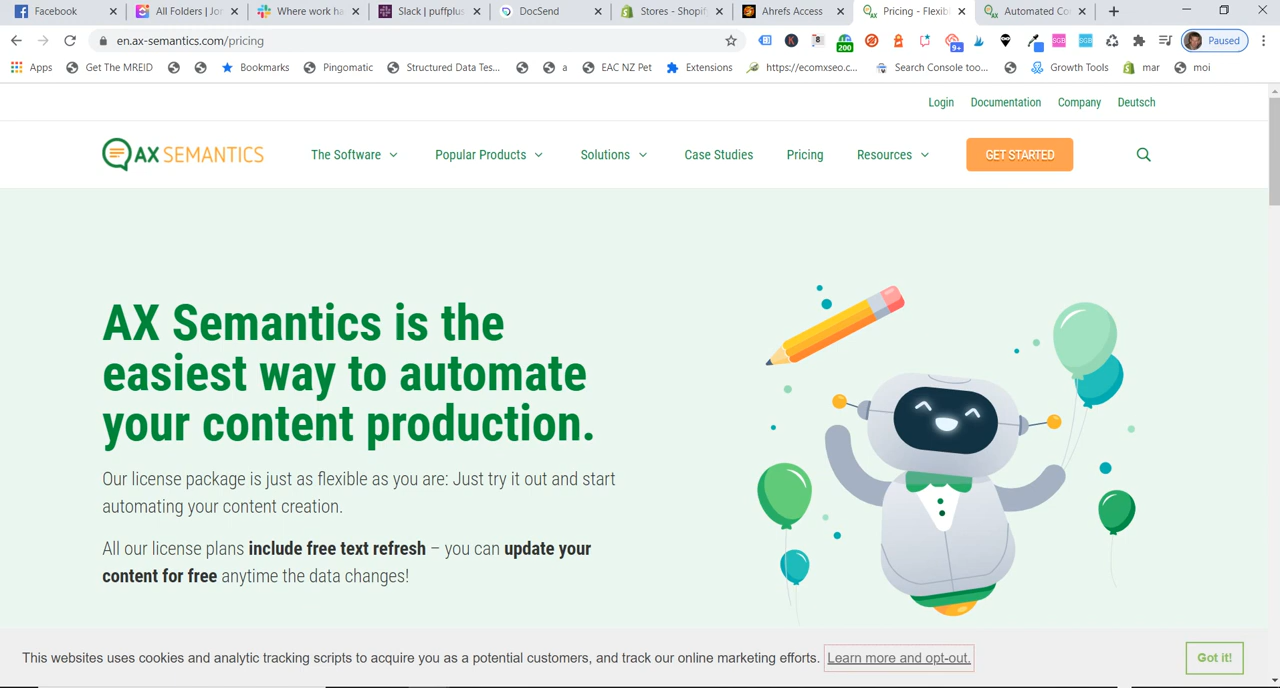 Facebook
All Folders | Jor
Where work ha
Slack | puffplus
DocSend
Stores - Shopif
Ahrefs Access
Pricing - Flexib
Automated Co
en.ax-semantics.com/pricing
200
9+
SGB
SGB
Paused
Apps
Get The MREID
Bookmarks
Pingomatic
Structured Data Tes...
a
EAC NZ Pet
Extensions
https://ecomxseo.c...
Search Console too...
Growth Tools
mar
moi
Login
Documentation
Company
Deutsch
AX SEMANTICS
The Software
Popular Products
Solutions
Case Studies
Pricing
Resources
GET STARTED
AX Semantics is the
easiest way to automate
your content production.
Our license package is just as flexible as you are: Just try it out and start
automating your content creation.
All our license plans include free text refresh – you can update your
content for free anytime the data changes!
This websites uses cookies and analytic tracking scripts to acquire you as a potential customers, and track our online marketing efforts. Learn more and opt-out.
Got it!